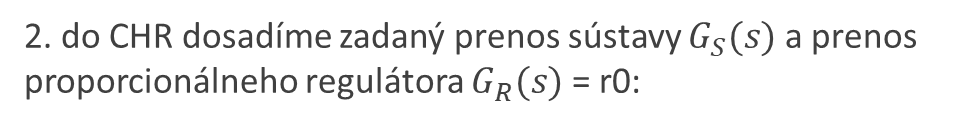 2. do CHR dosadíme zadaný prenos sústavy G_S(s) a prenos
proporcionálneho regulátora G_R(s) = r0: